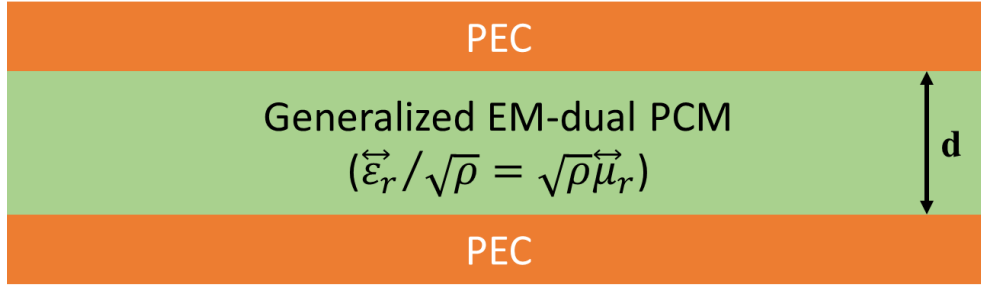 PEC
Generalized EM-dual PCM
(ε⃡ᵣ/√ρ = √ρμ⃡ᵣ)
d
PEC